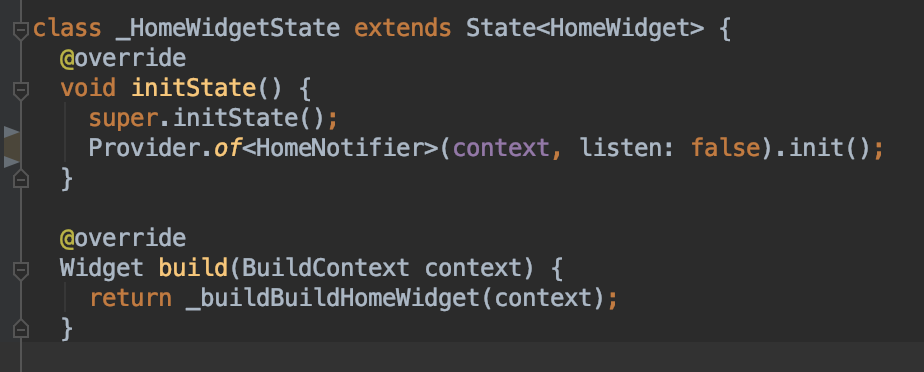 class _HomeWidgetState extends State<HomeWidget> {
@override
void initState() {
super.initState();
Provider.of<HomeNotifier>(context, listen: false).init();
}
@override
Widget build(BuildContext context) {
return _buildBuildHomeWidget(context);
}